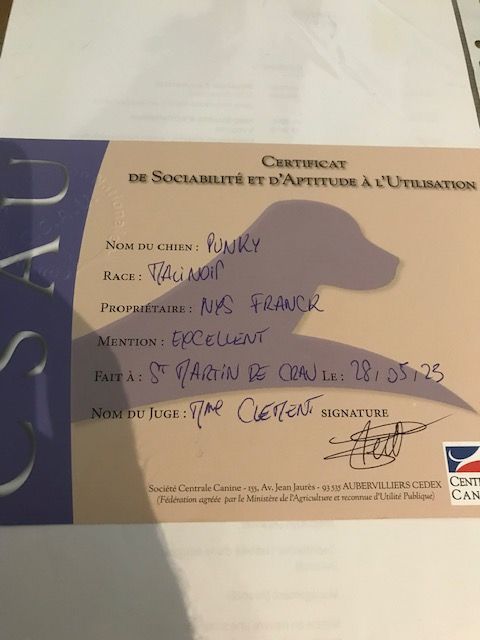 CSAU
CERTIFICAT
DE SOCIABILITÉ ET D'APTITUDE À L'UTILISATION
NOM DU CHIEN : PUNKY
RACE : MALINOIS
PROPRIÉTAIRE : NYS FRANCK
MENTION : EXCELLENT
FAIT À : ST MARTIN DE CRAU LE : 28/05/23
NOM DU JUGE : MME CLEMENT SIGNATURE
Société Centrale Canine - 155, Av. Jean Jaurès - 93 535 AUBERVILLIERS CEDEX
(Fédération agréée par le Ministère de l'Agriculture et reconnue d'Utilité Publique)
CENT
CAN